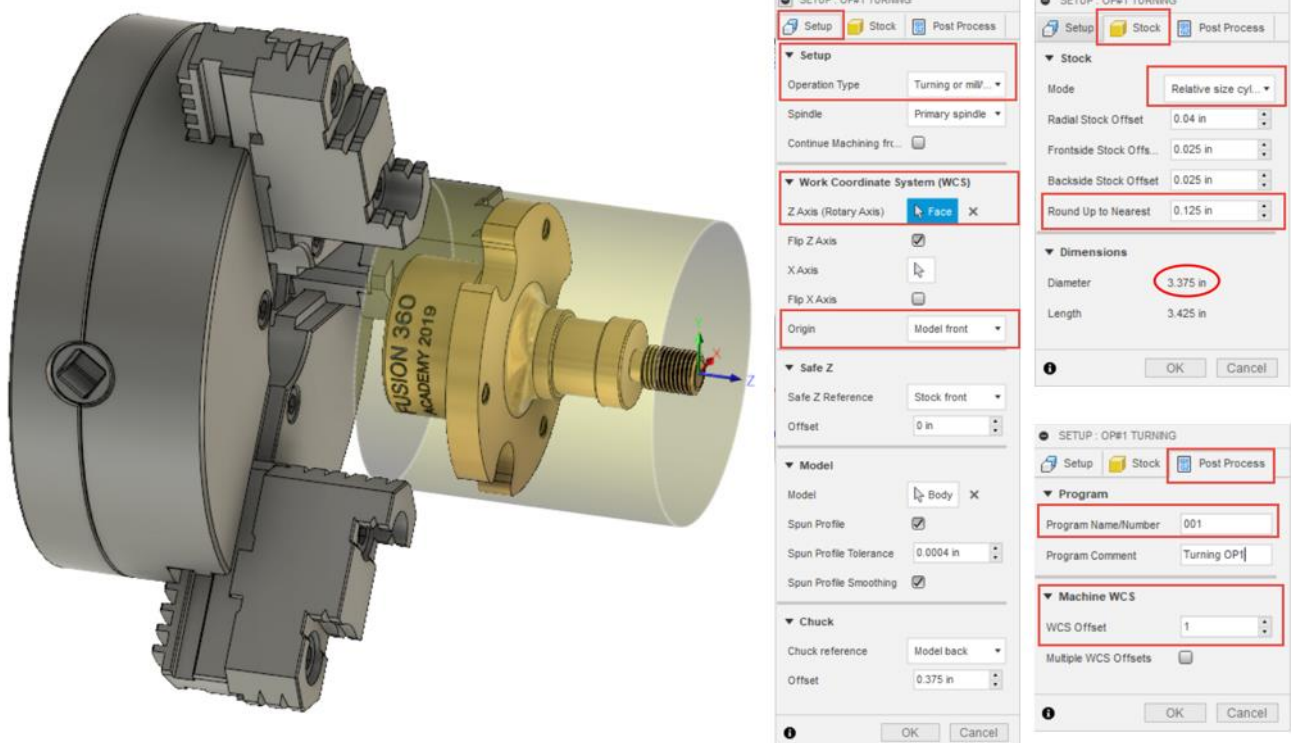 FUSION 360
ACADEMY 2019
X
Z
SETUP : OP#1 TURNING
Setup Stock Post Process
Setup
Operation Type Turning or mill/...
Spindle Primary spindle
Continue Machining frc...
Work Coordinate System (WCS)
Z Axis (Rotary Axis) Face
Flip Z Axis
X Axis
Flip X Axis
Origin Model front
Safe Z
Safe Z Reference Stock front
Offset 0 in
Model
Model Body
Spun Profile
Spun Profile Tolerance 0.0004 in
Spun Profile Smoothing
Chuck
Chuck reference Model back
Offset 0.375 in
OK Cancel
SETUP : OP#1 TURNING
Setup Stock Post Process
Stock
Mode Relative size cyl...
Radial Stock Offset 0.04 in
Frontside Stock Offs... 0.025 in
Backside Stock Offset 0.025 in
Round Up to Nearest 0.125 in
Dimensions
Diameter 3.375 in
Length 3.425 in
OK Cancel
SETUP : OP#1 TURNING
Setup Stock Post Process
Program
Program Name/Number 001
Program Comment Turning OP1
Machine WCS
WCS Offset 1
Multiple WCS Offsets
OK Cancel